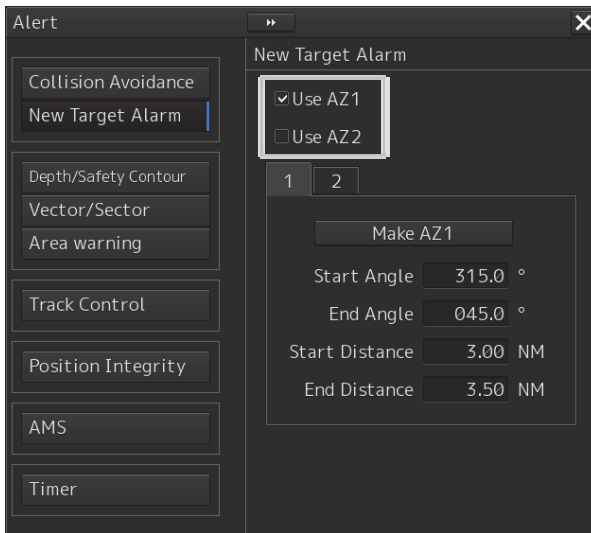 Alert
Collision Avoidance
New Target Alarm
Depth/Safety Contour
Vector/Sector
Area warning
Track Control
Position Integrity
AMS
Timer
New Target Alarm
Use AZ1
Use AZ2
1 2
Make AZ1
Start Angle 315.0 °
End Angle 045.0 °
Start Distance 3.00 NM
End Distance 3.50 NM